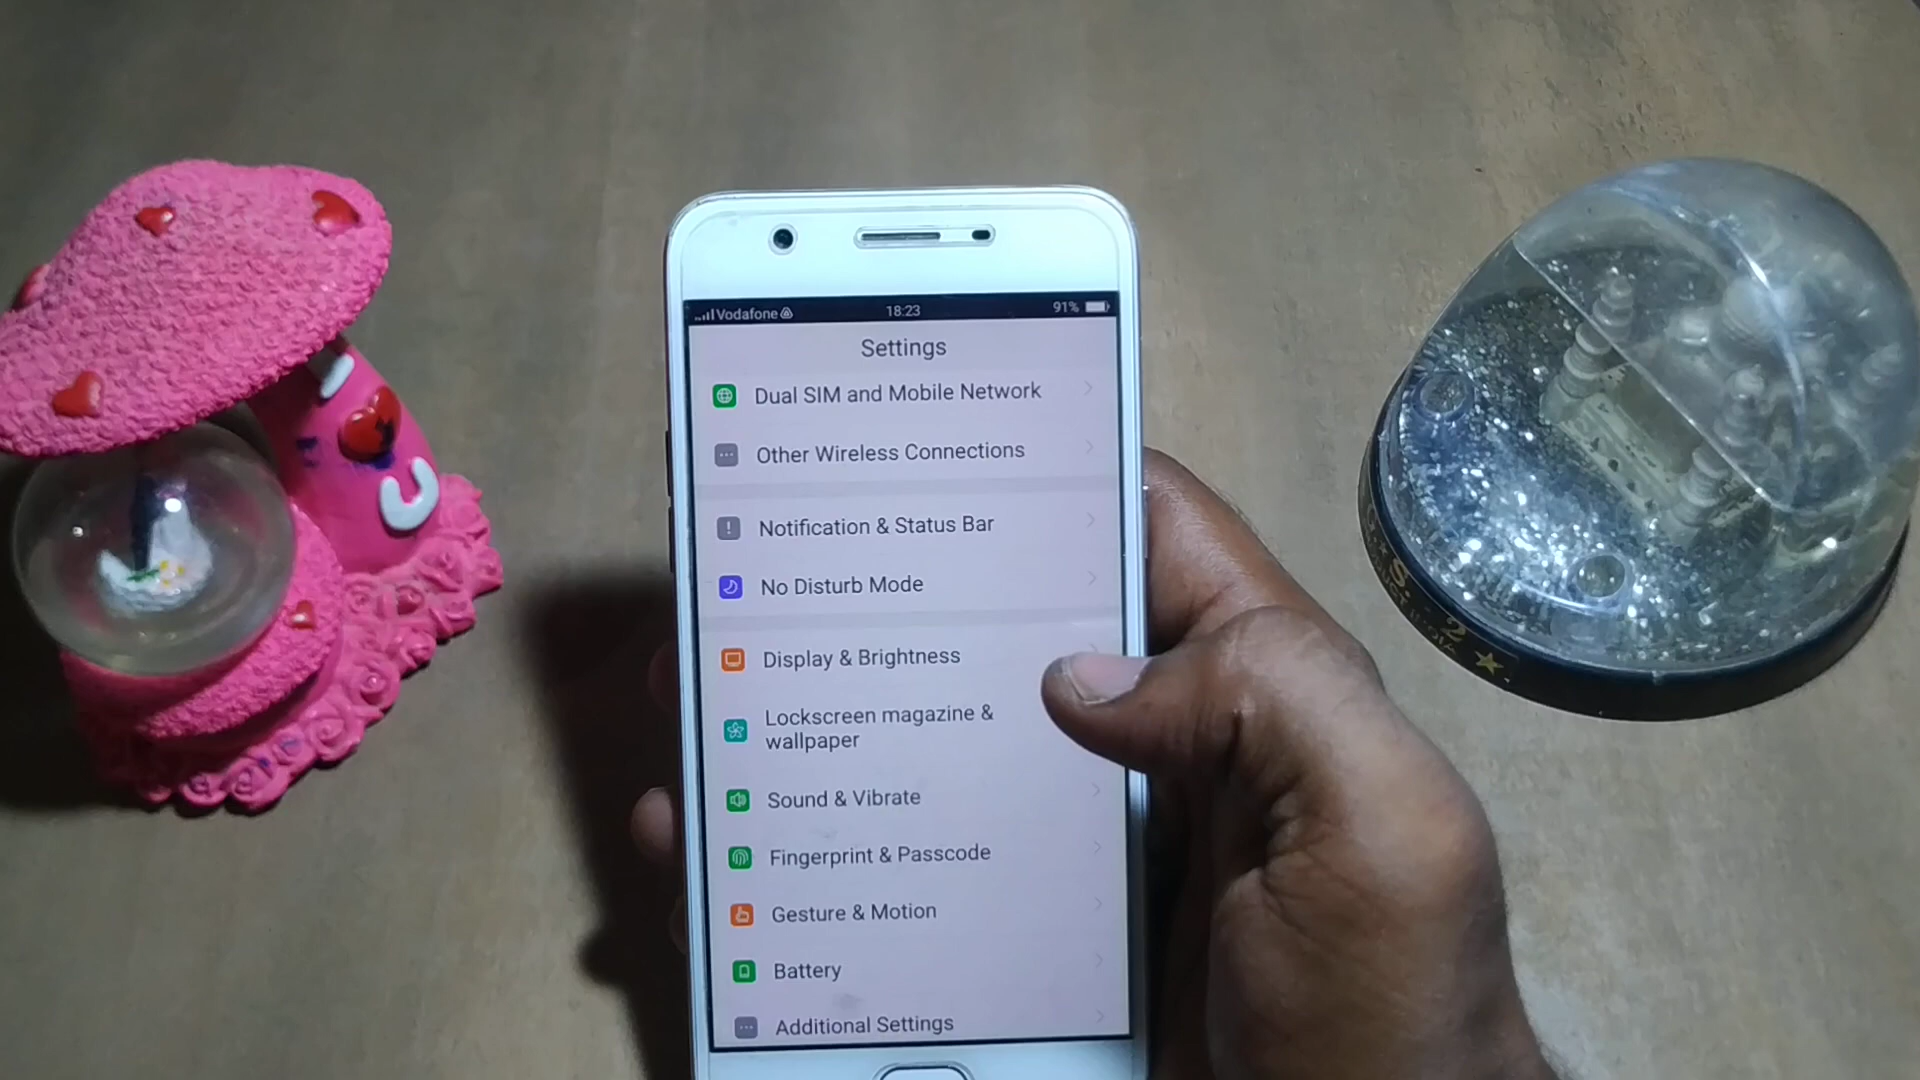 Vodafone 18:23 91%
Settings
Dual SIM and Mobile Network
Other Wireless Connections
Notification & Status Bar
No Disturb Mode
Display & Brightness
Lockscreen magazine &
wallpaper
Sound & Vibrate
Fingerprint & Passcode
Gesture & Motion
Battery
Additional Settings